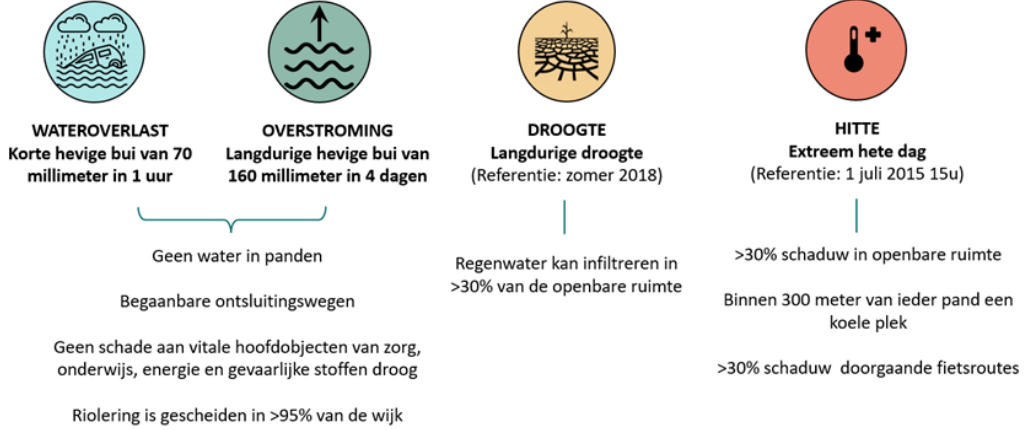 WATEROVERLAST
Korte hevige bui van 70
millimeter in 1 uur
OVERSTROMING
Langdurige hevige bui van
160 millimeter in 4 dagen
Geen water in panden
Begaanbare ontsluitingswegen
Geen schade aan vitale hoofdobjecten van zorg,
onderwijs, energie en gevaarlijke stoffen droog
Riolering is gescheiden in >95% van de wijk
DROOGTE
Langdurige droogte
(Referentie: zomer 2018)
Regenwater kan infiltreren in
>30% van de openbare ruimte
HITTE
Extreem hete dag
(Referentie: 1 juli 2015 15u)
>30% schaduw in openbare ruimte
Binnen 300 meter van ieder pand een
koele plek
>30% schaduw doorgaande fietsroutes